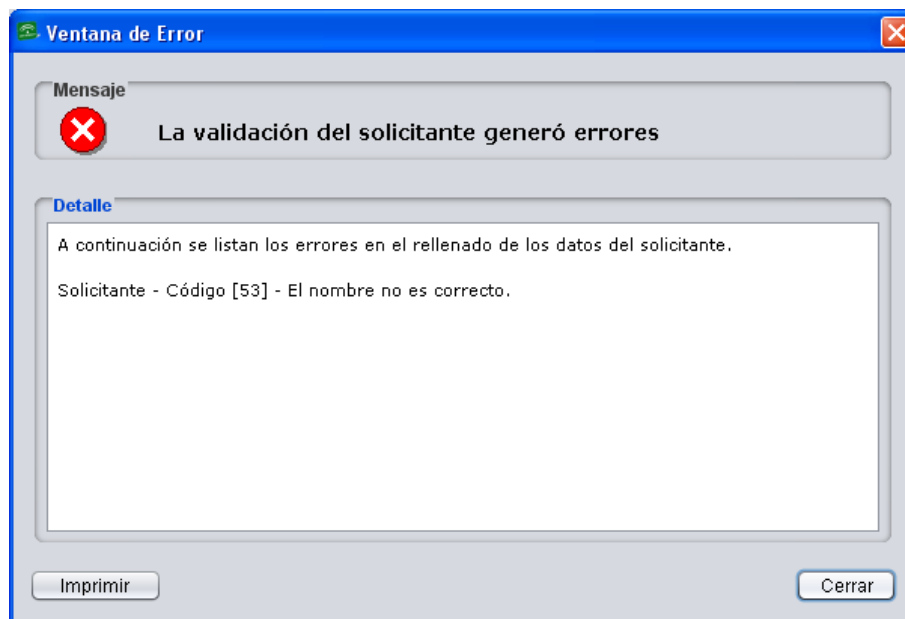 Ventana de Error
Mensaje
La validación del solicitante generó errores
Detalle
A continuación se listan los errores en el rellenado de los datos del solicitante.
Solicitante - Código [53] - El nombre no es correcto.
Imprimir
Cerrar